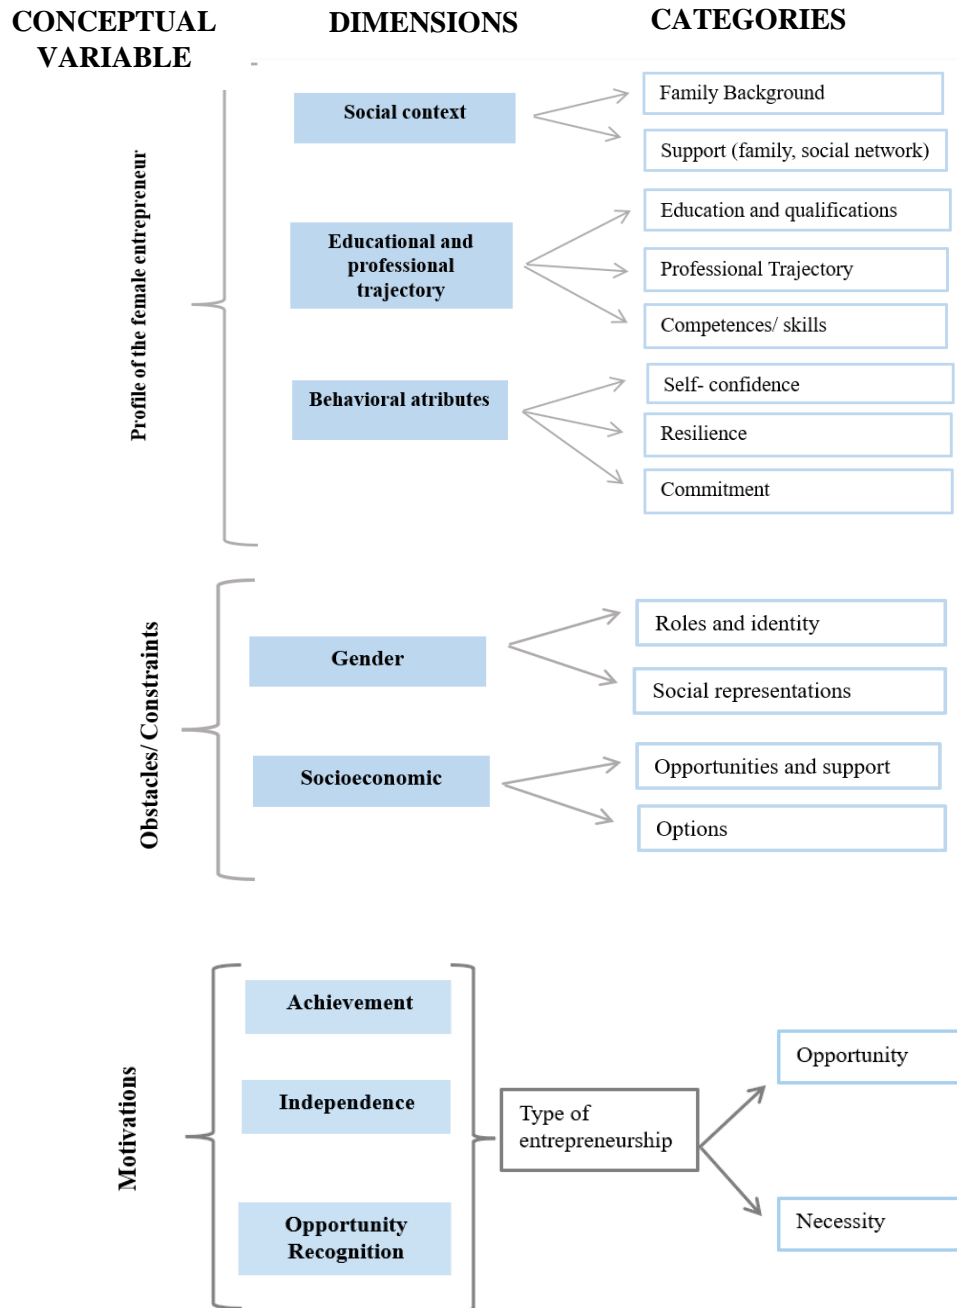 CONCEPTUAL
VARIABLE
DIMENSIONS
CATEGORIES
Profile of the female entrepreneur
Social context
Family Background
Support (family, social network)
Educational and
professional
trajectory
Education and qualifications
Professional Trajectory
Competences/ skills
Behavioral atributes
Self- confidence
Resilience
Commitment
Obstacles/ Constraints
Gender
Roles and identity
Social representations
Socioeconomic
Opportunities and support
Options
Motivations
Achievement
Independence
Opportunity
Recognition
Type of
entrepreneurship
Opportunity
Necessity